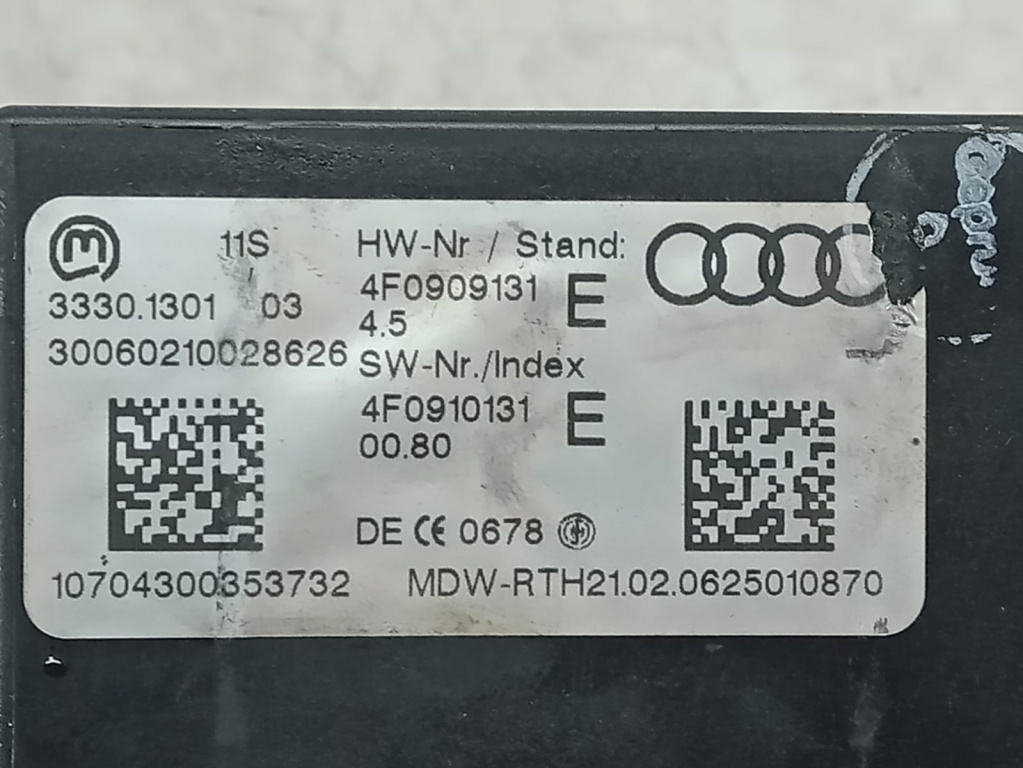 M
11S
3330.1301 03
30060210028626
HW-Nr / Stand:
4F0909131 E
4.5
SW-Nr./Index
4F0910131 E
00.80
DE CE 0678
10704300353732
MDW-RTH21.02.0625010870